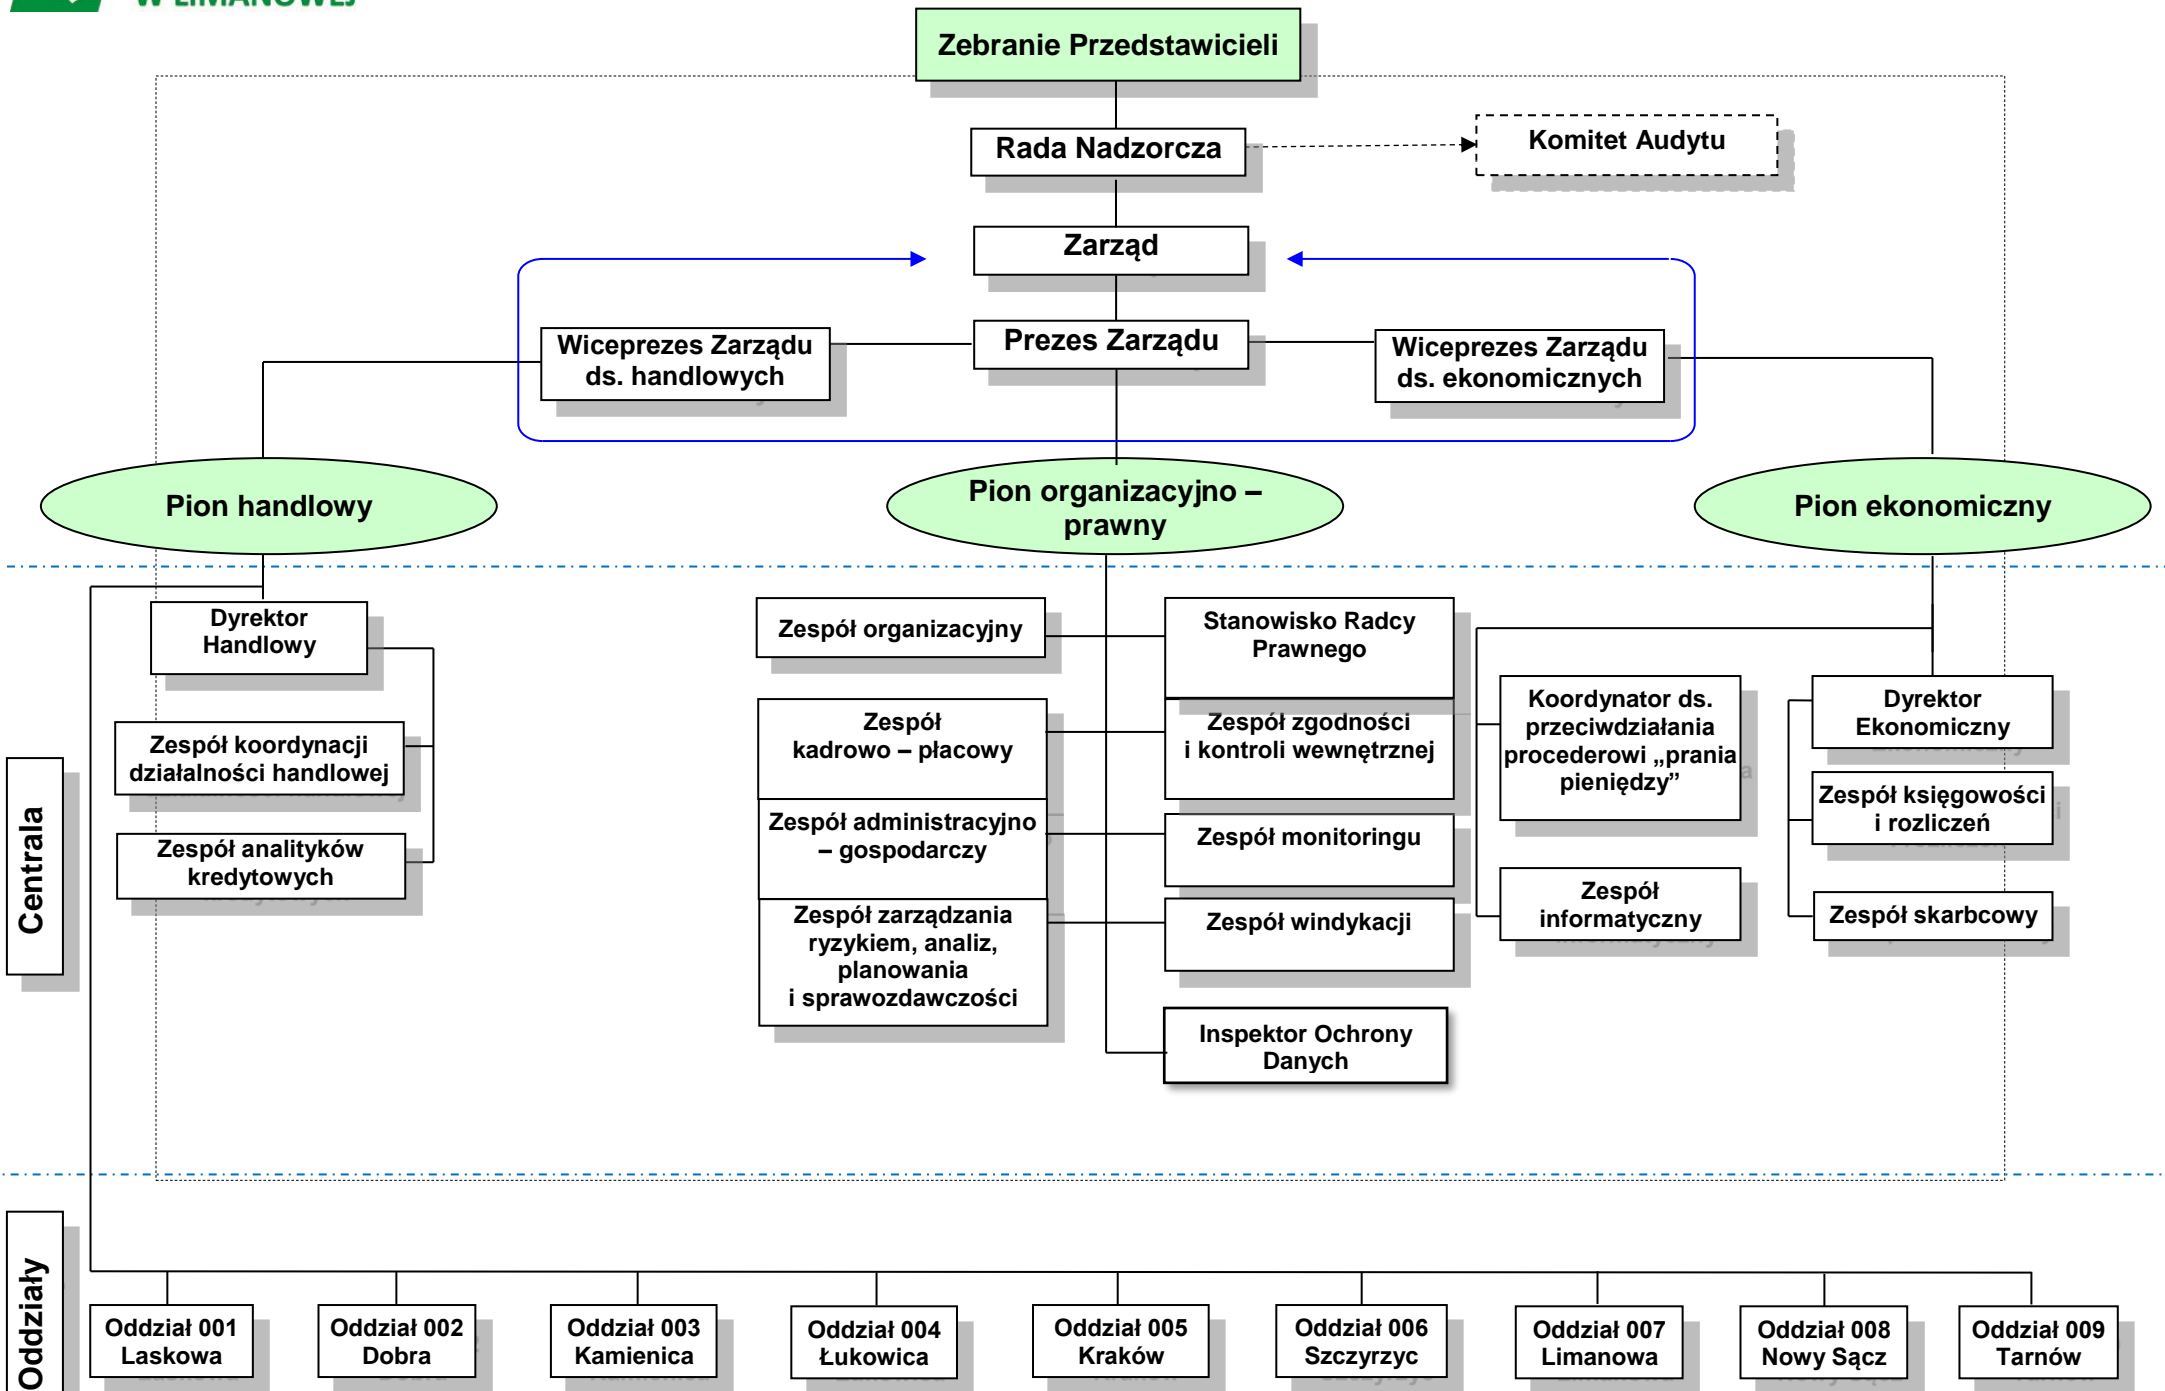 W LIMANOWEJ
Zebranie Przedstawicieli
Rada Nadzorcza
Komitet Audytu
Zarząd
Prezes Zarządu
Wiceprezes Zarządu
ds. handlowych
Wiceprezes Zarządu
ds. ekonomicznych
Pion handlowy
Pion organizacyjno –
prawny
Pion ekonomiczny
Centrala
Dyrektor
Handlowy
Zespół koordynacji
działalności handlowej
Zespół analityków
kredytowych
Zespół organizacyjny
Stanowisko Radcy
Prawnego
Zespół
kadrowo – płacowy
Zespół zgodności
i kontroli wewnętrznej
Zespół administracyjno
– gospodarczy
Zespół monitoringu
Zespół zarządzania
ryzykiem, analiz,
planowania
i sprawozdawczości
Zespół windykacji
Inspektor Ochrony
Danych
Koordynator ds.
przeciwdziałania
procederowi „prania
pieniędzy”
Zespół
informatyczny
Dyrektor
Ekonomiczny
Zespół księgowości
i rozliczeń
Zespół skarbcowy
Oddziały
Oddział 001
Laskowa
Oddział 002
Dobra
Oddział 003
Kamienica
Oddział 004
Łukowica
Oddział 005
Kraków
Oddział 006
Szczyrzyc
Oddział 007
Limanowa
Oddział 008
Nowy Sącz
Oddział 009
Tarnów